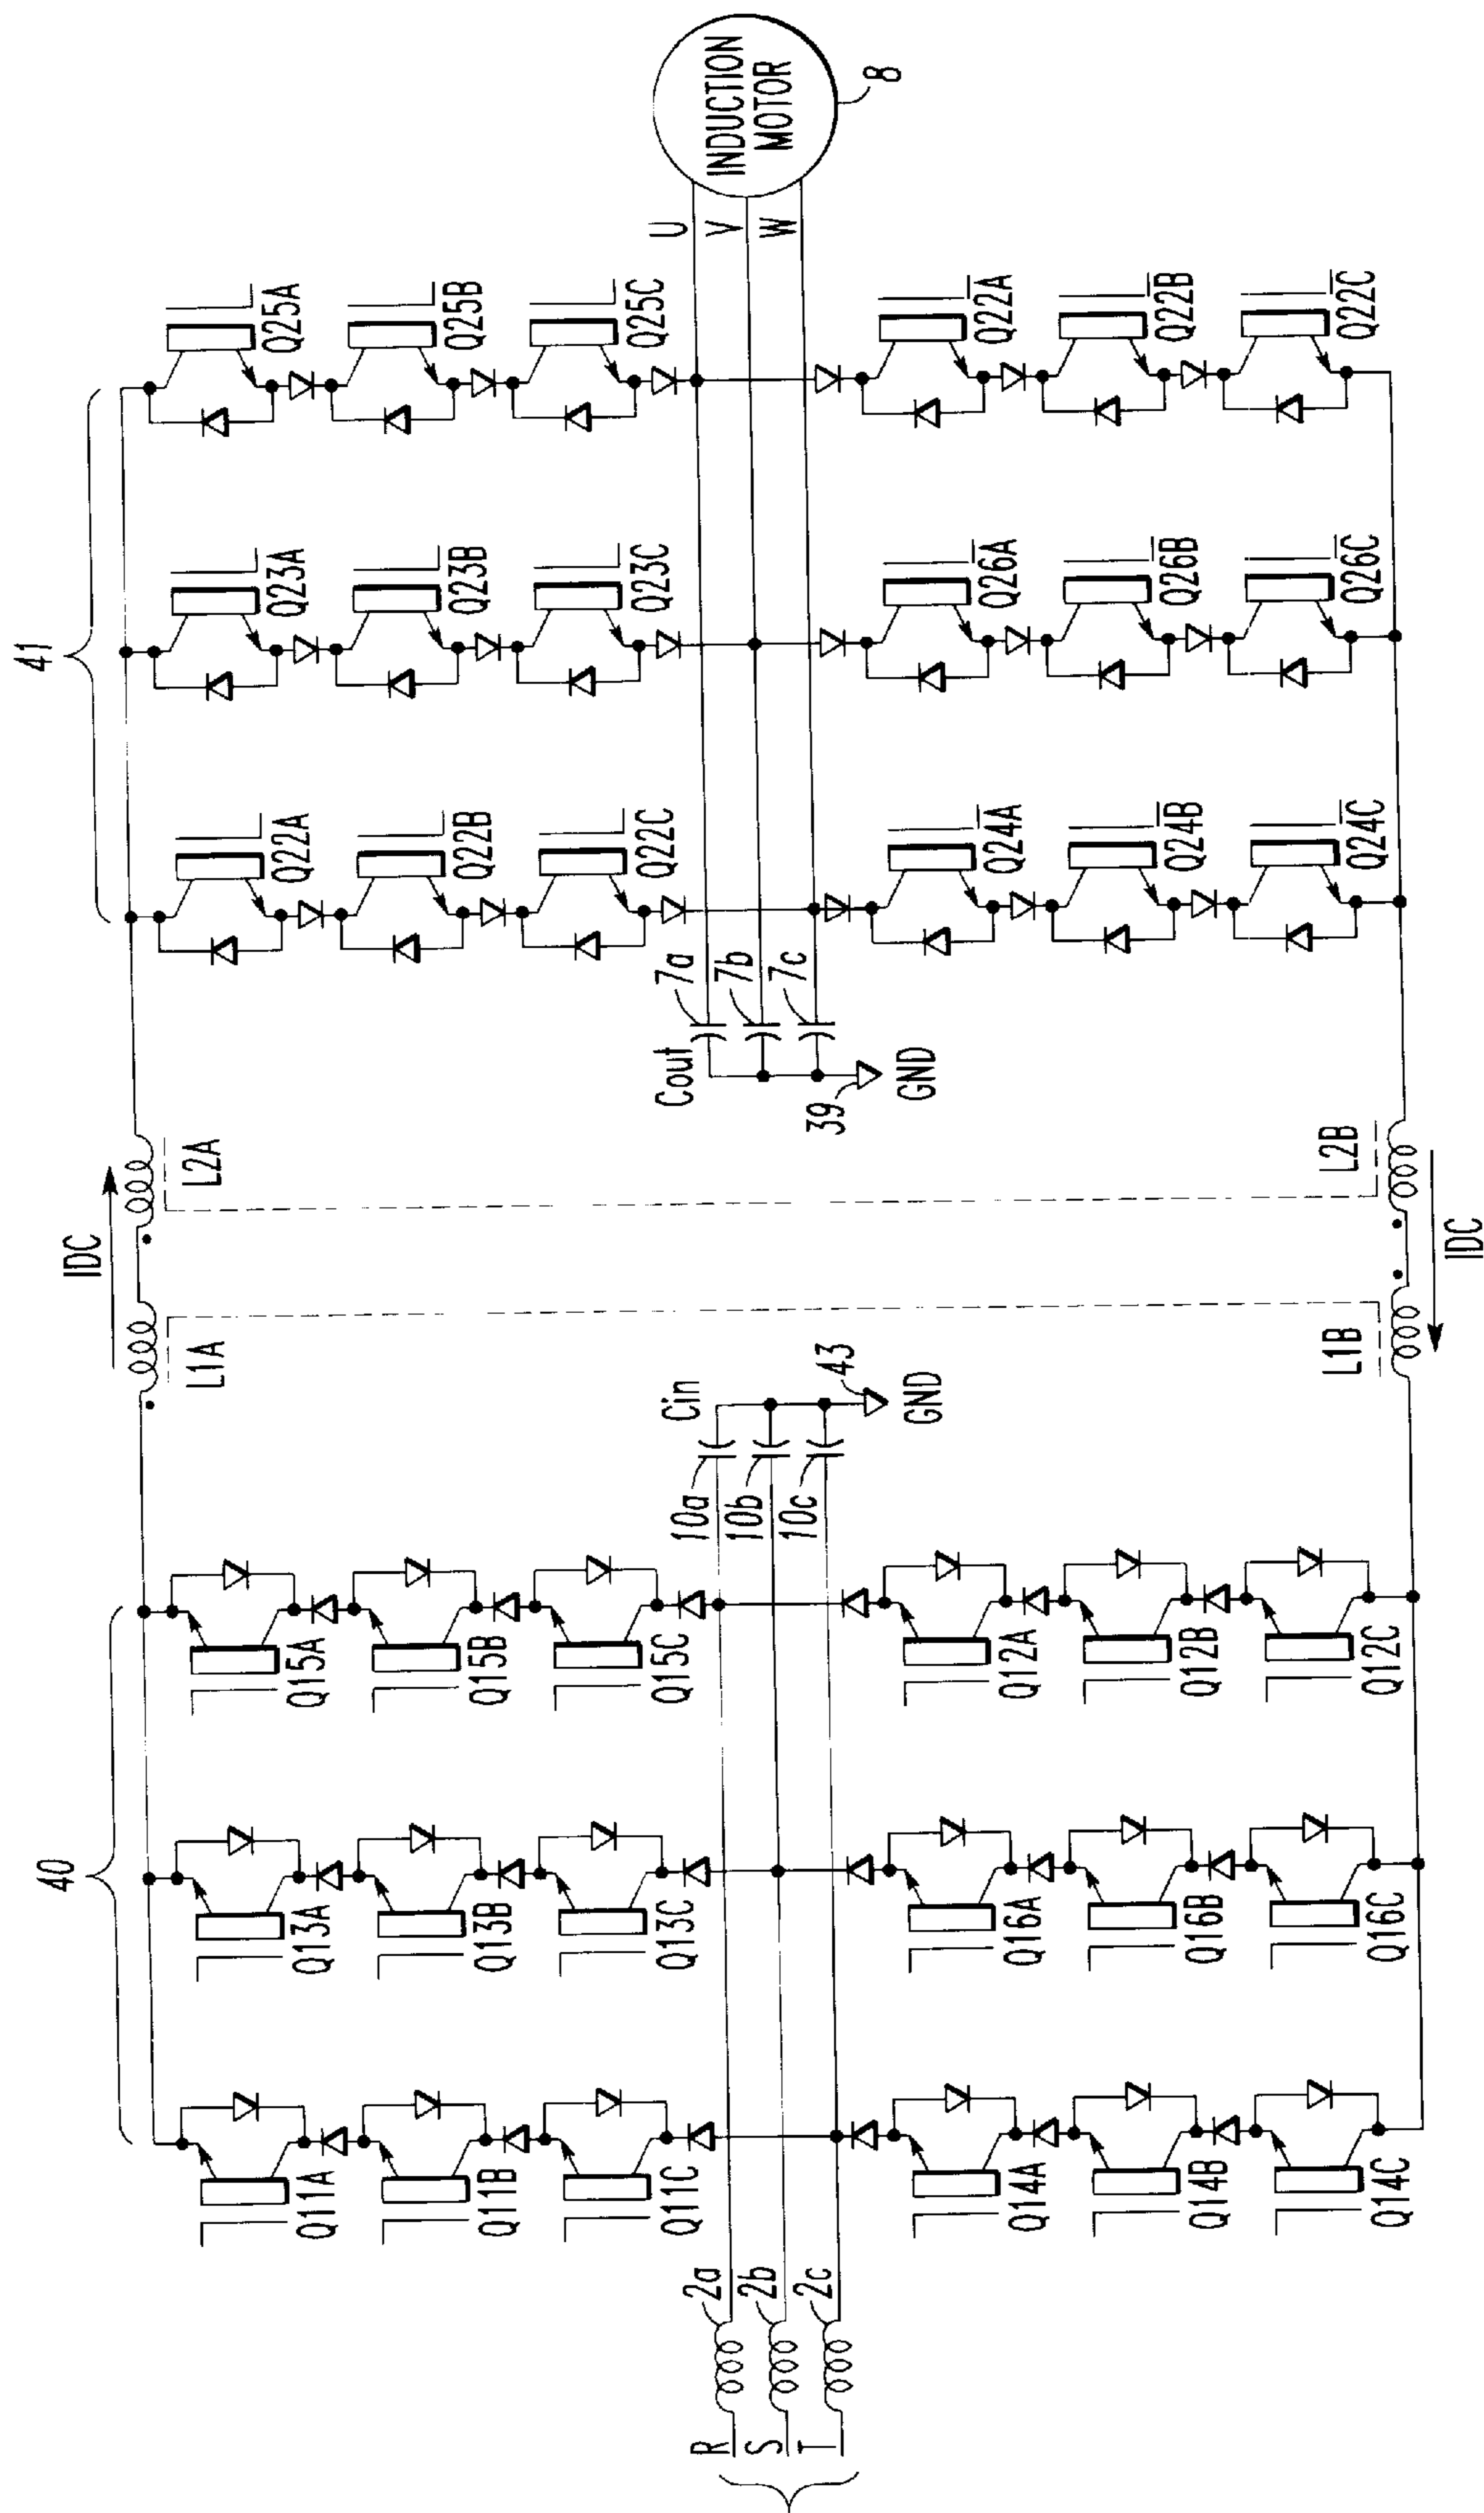 40
41
IDC
L1A
L2A
Q11A
Q11B
Q11C
Q13A
Q13B
Q13C
Q15A
Q15B
Q15C
Q22A
Q22B
Q22C
Q23A
Q23B
Q23C
Q25A
Q25B
Q25C
R
S
T
2a
2b
2c
10a
10b
10c
Cin
43
GND
Cout
7a
7b
7c
39
GND
U
V
W
INDUCTION
MOTOR
8
Q14A
Q14B
Q14C
Q16A
Q16B
Q16C
Q12A
Q12B
Q12C
Q24A
Q24B
Q24C
Q26A
Q26B
Q26C
Q22A
Q22B
Q22C
L1B
L2B
IDC